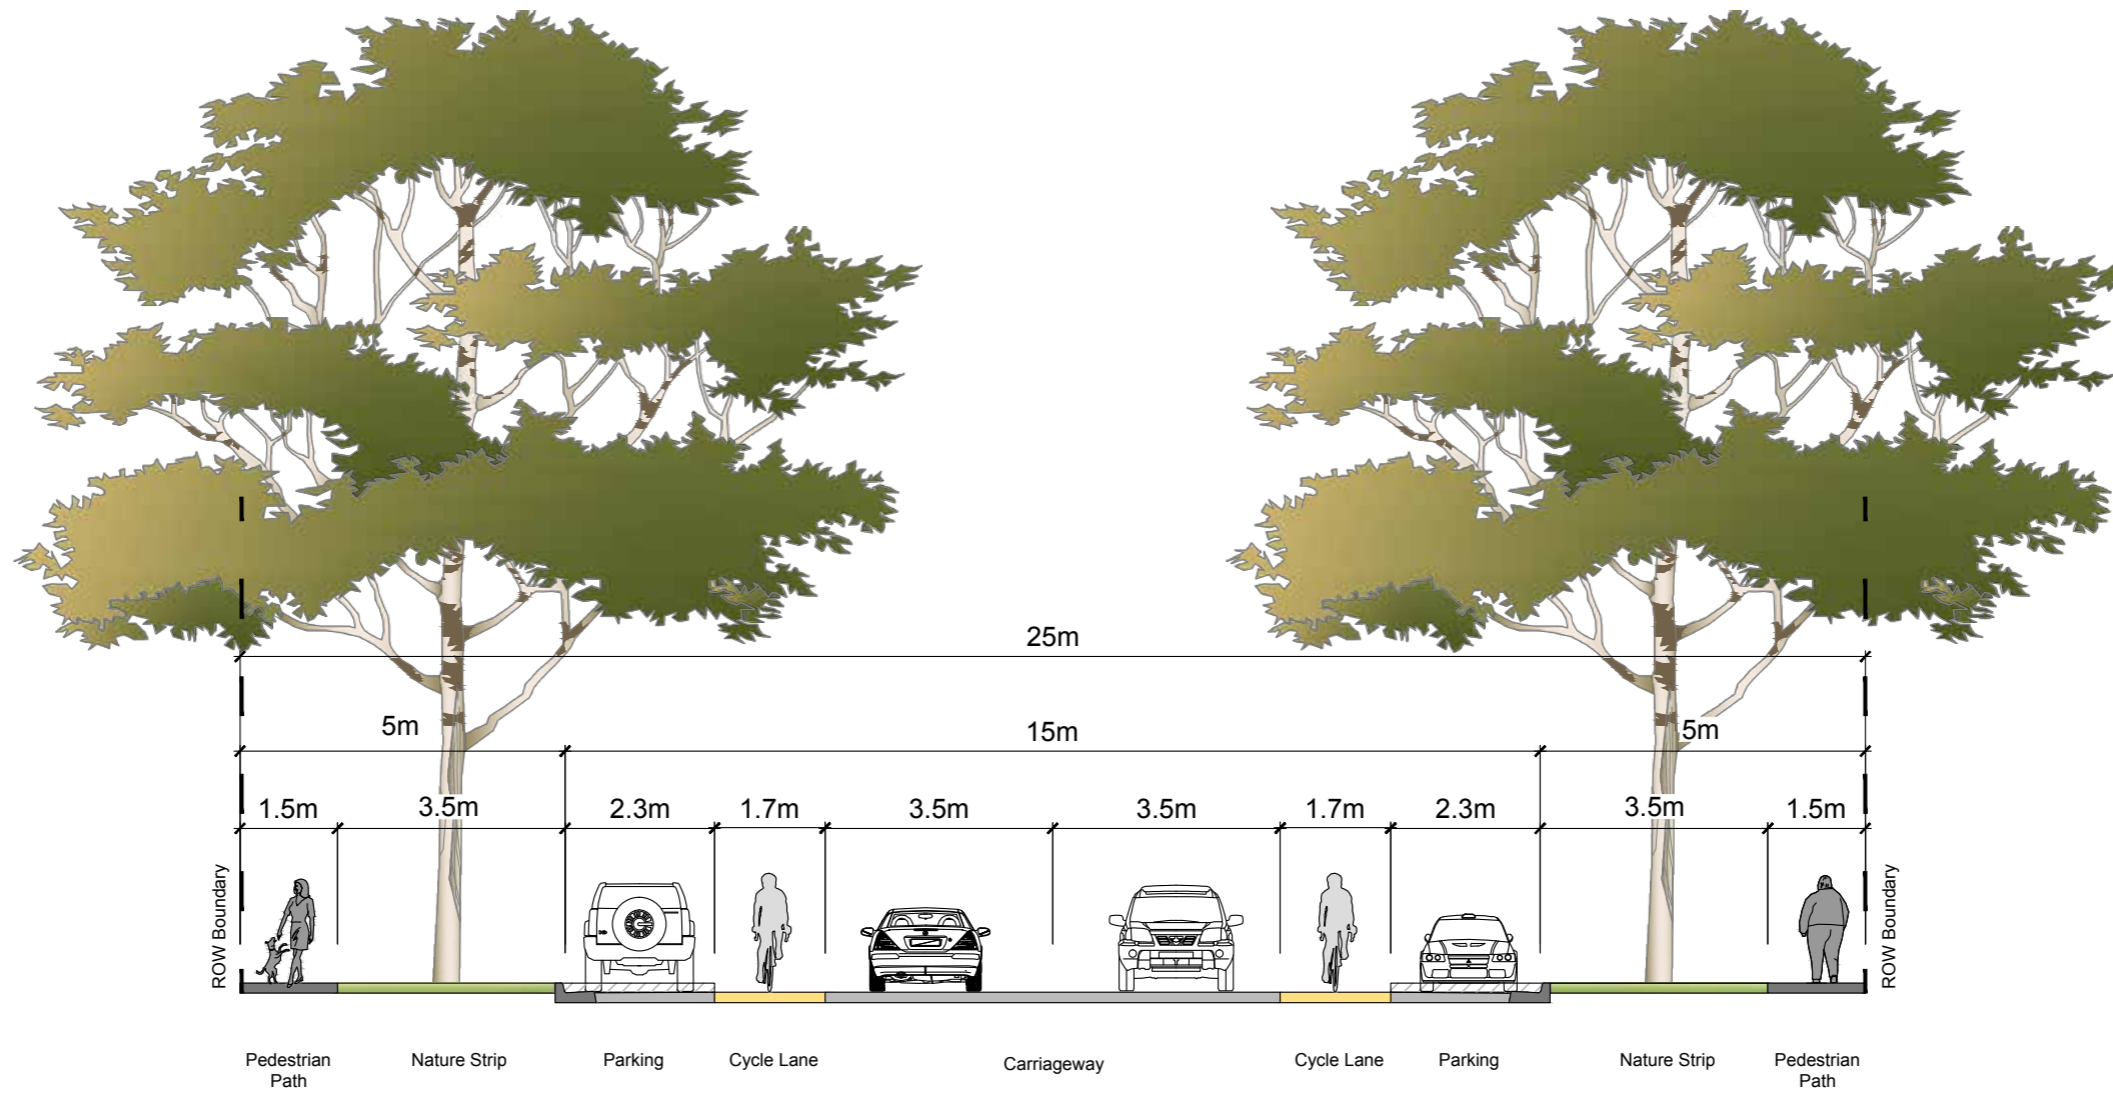 25m
5m
15m
5m
1.5m
3.5m
2.3m
1.7m
3.5m
3.5m
1.7m
2.3m
3.5m
1.5m
ROW Boundary
ROW Boundary
Pedestrian
Path
Nature Strip
Parking
Cycle Lane
Carriageway
Cycle Lane
Parking
Nature Strip
Pedestrian
Path